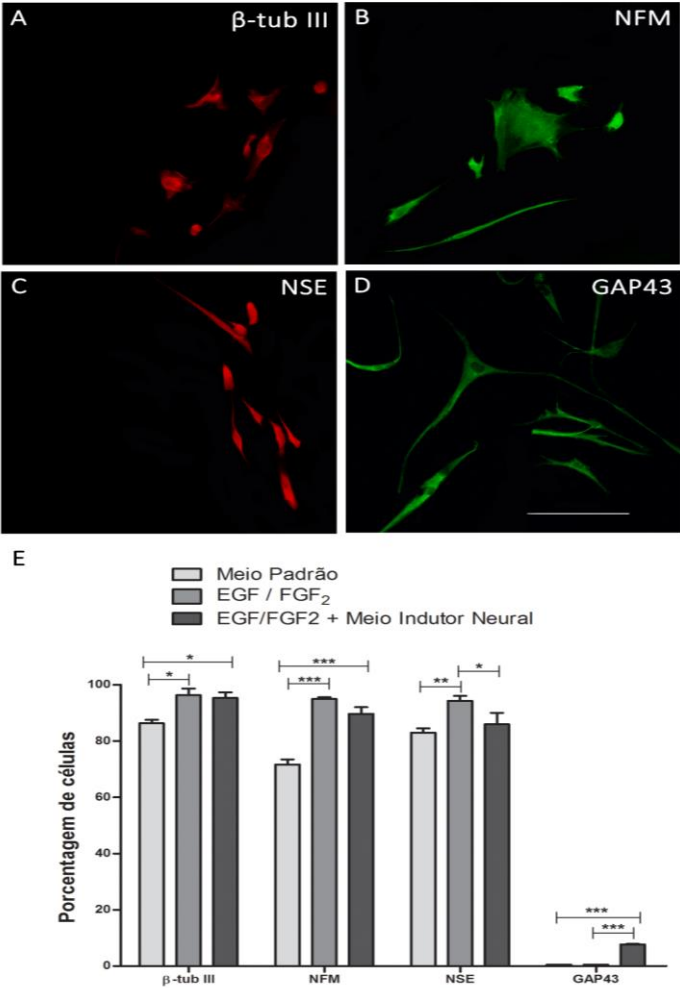 A
β-tub III
B
NFM
C
NSE
D
GAP43
E
Meio Padrão
EGF / FGF₂
EGF/FGF2 + Meio Indutor Neural
*
*
***
***
**
*
***
***
Porcentagem de células
100
80
60
40
20
0
β-tub III
NFM
NSE
GAP43